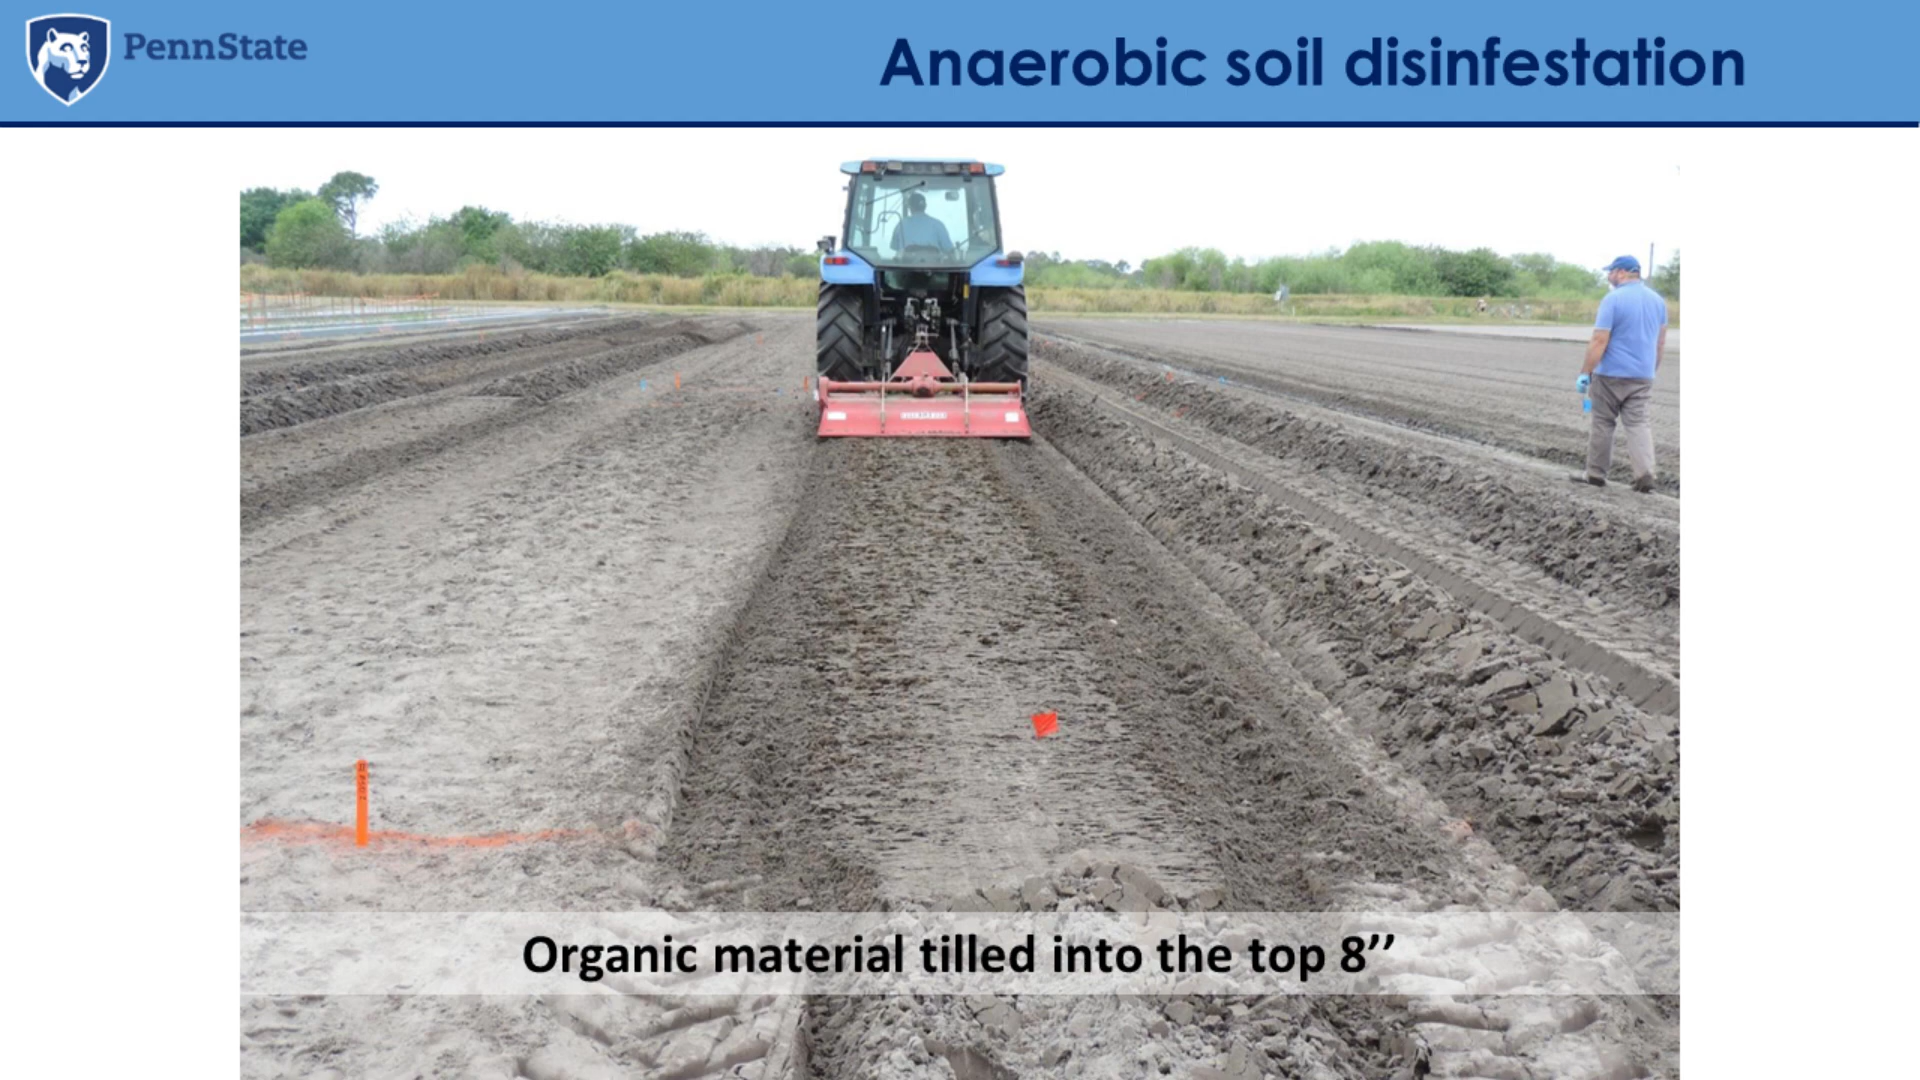 PennState
Anaerobic soil disinfestation
Organic material tilled into the top 8’’